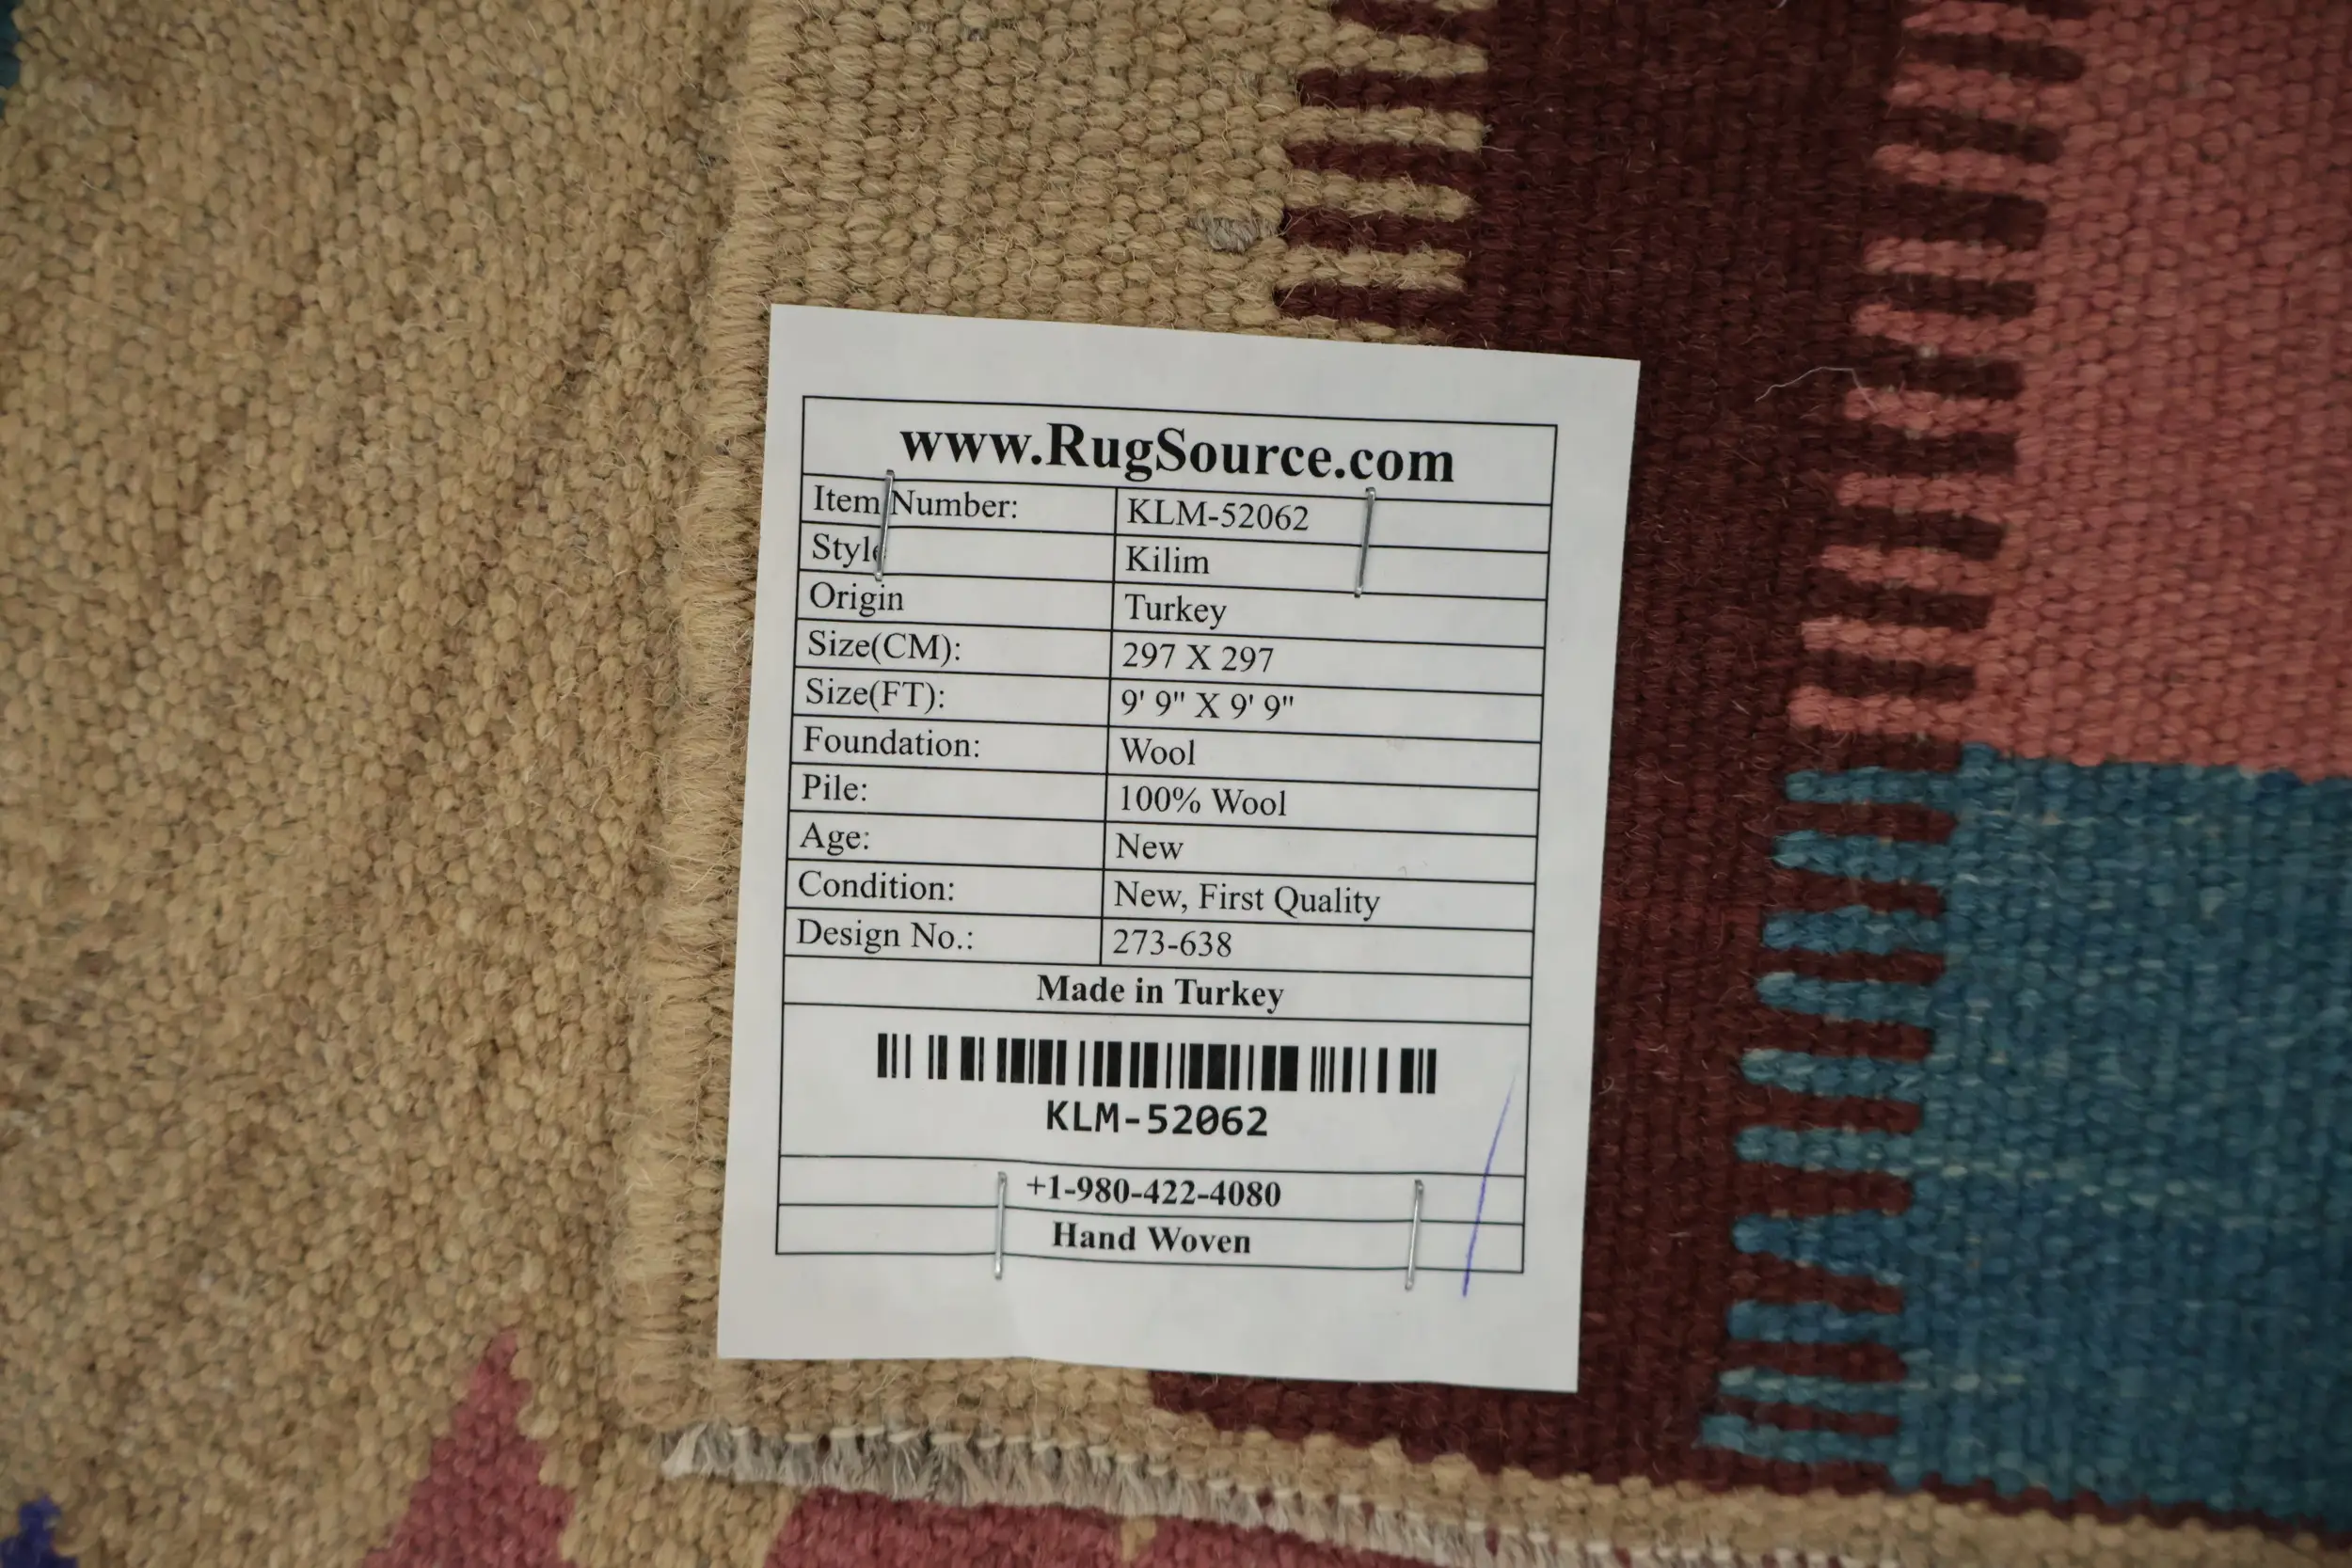 www.RugSource.com
Item Number: KLM-52062
Style Kilim
Origin Turkey
Size(CM): 297 X 297
Size(FT): 9' 9" X 9' 9"
Foundation: Wool
Pile: 100% Wool
Age: New
Condition: New, First Quality
Design No.: 273-638
Made in Turkey
KLM-52062
+1-980-422-4080
Hand Woven